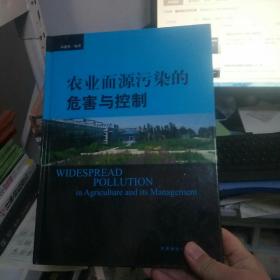 农业面源污染的
危害与控制
WIDESPREAD
POLLUTION
in Agriculture and its Management